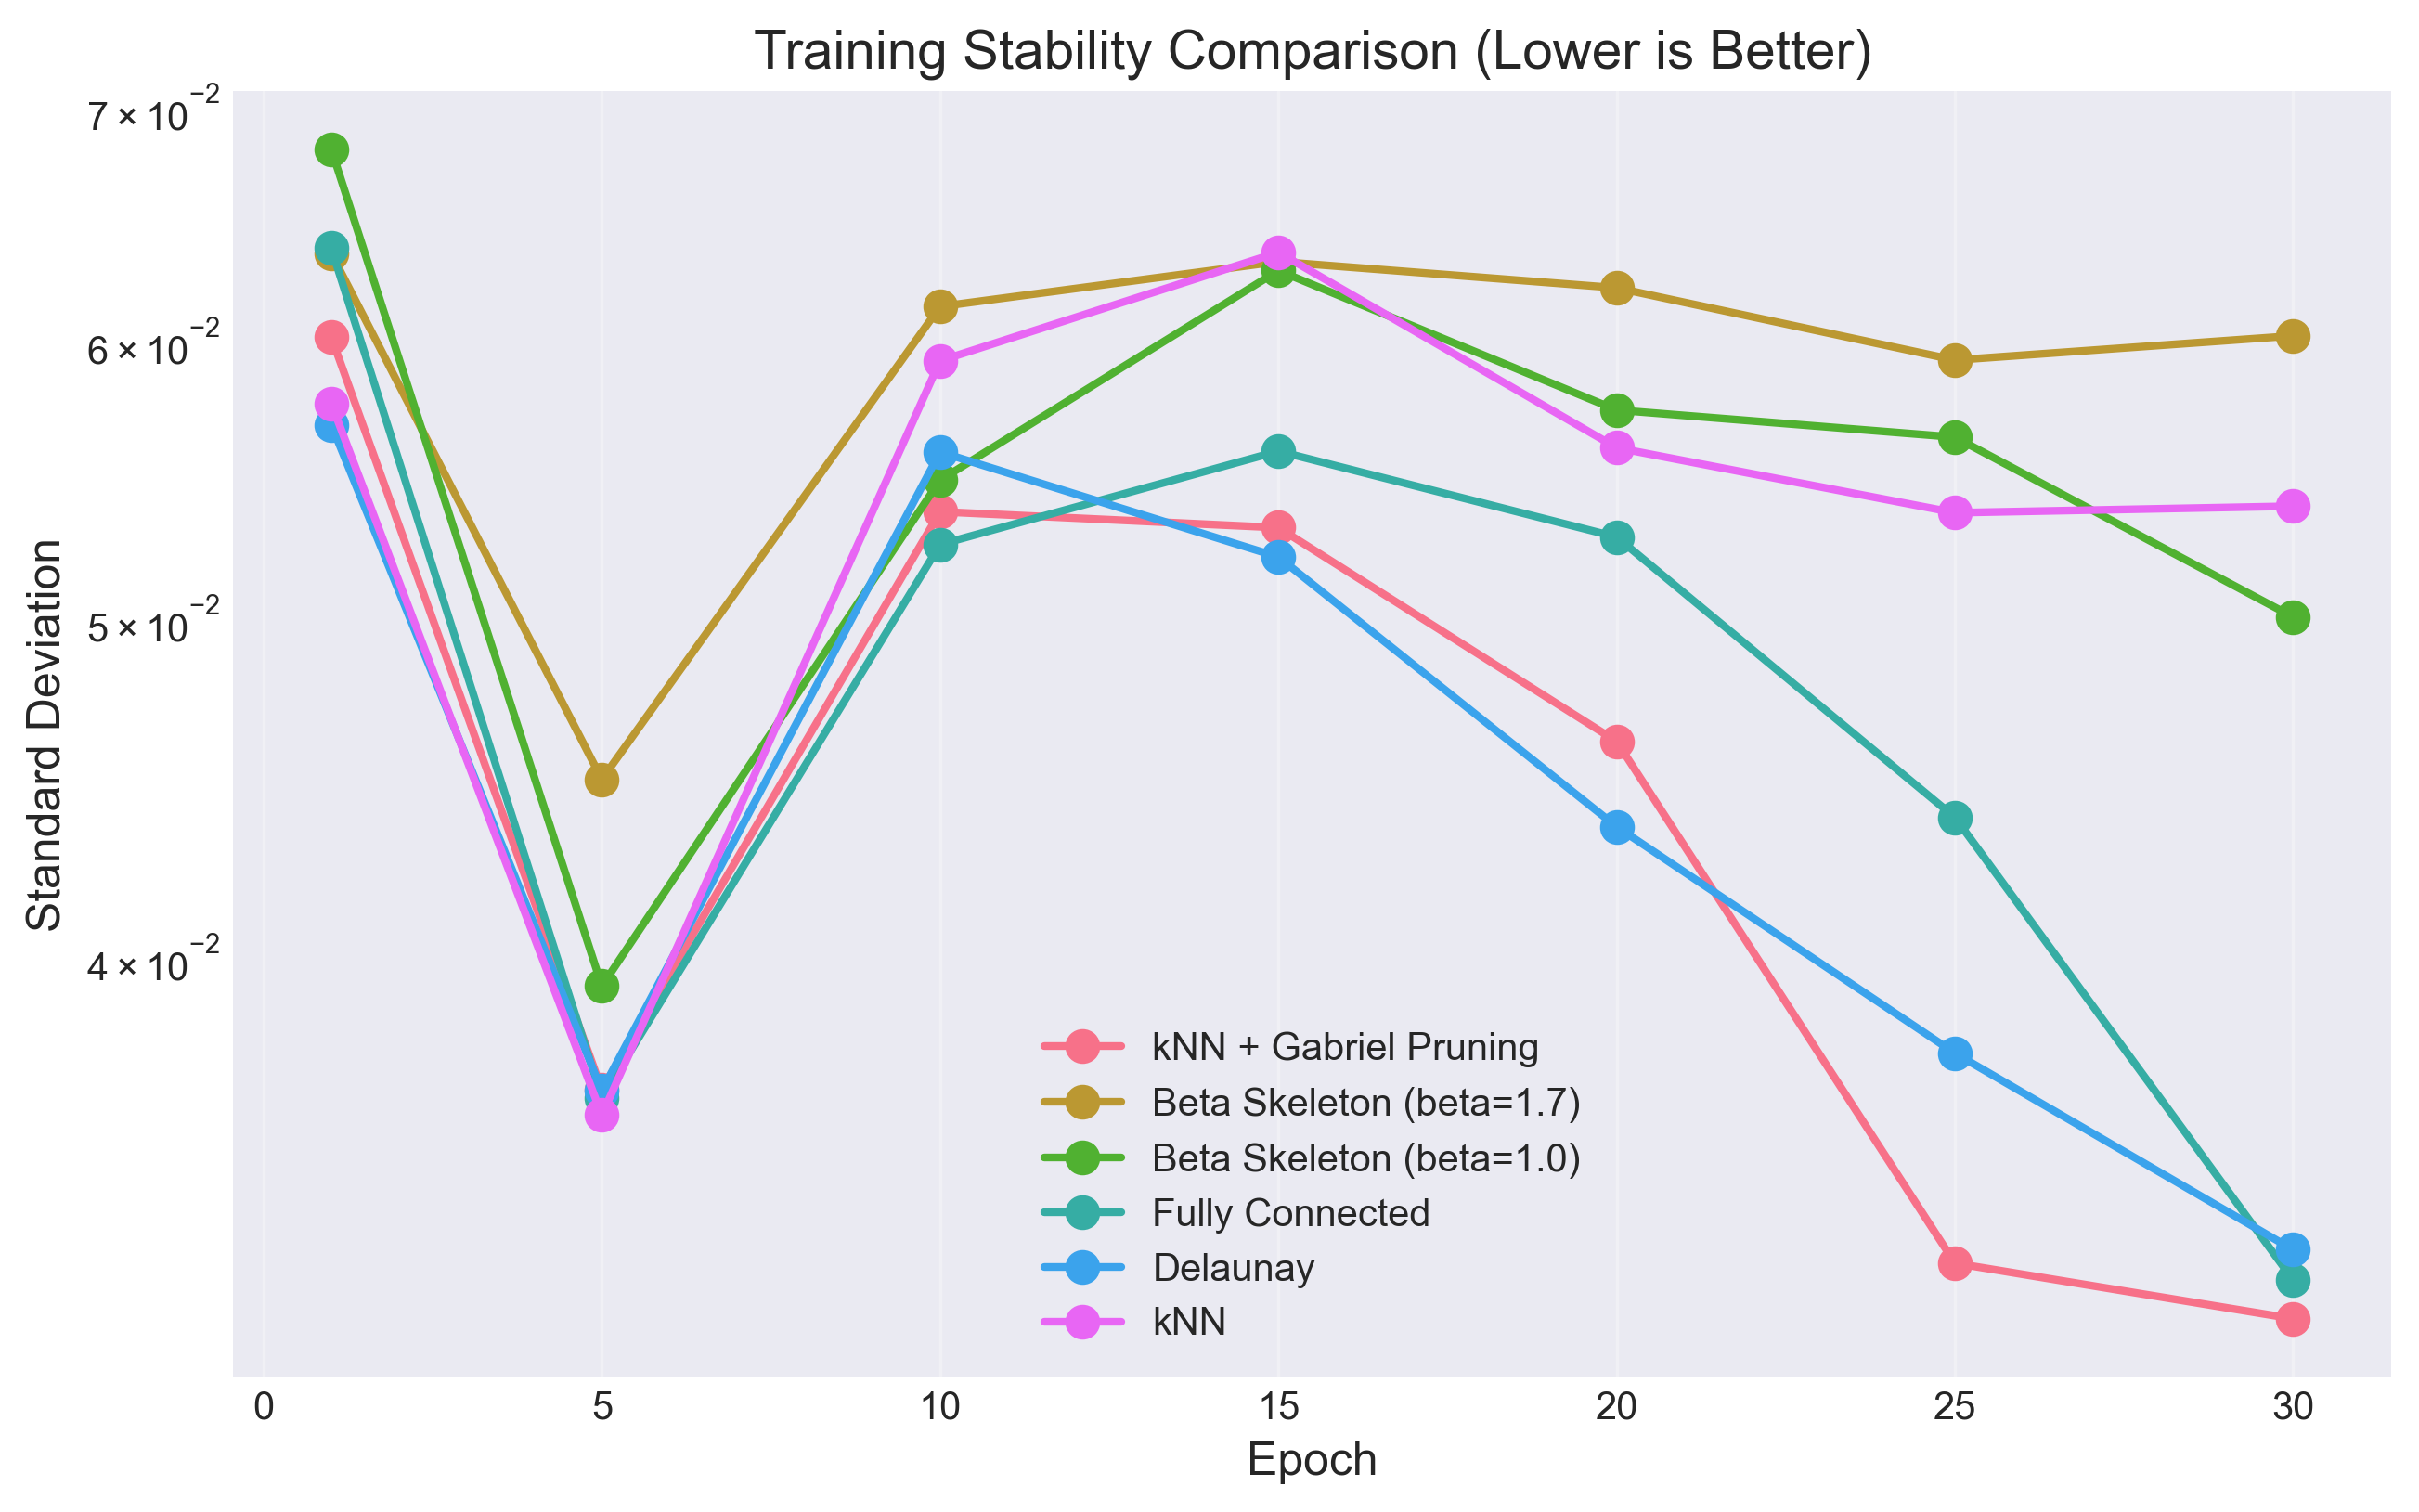 Training Stability Comparison (Lower is Better)
7 × 10⁻²
6 × 10⁻²
5 × 10⁻²
4 × 10⁻²
Standard Deviation
kNN + Gabriel Pruning
Beta Skeleton (beta=1.7)
Beta Skeleton (beta=1.0)
Fully Connected
Delaunay
kNN
0 5 10 15 20 25 30
Epoch